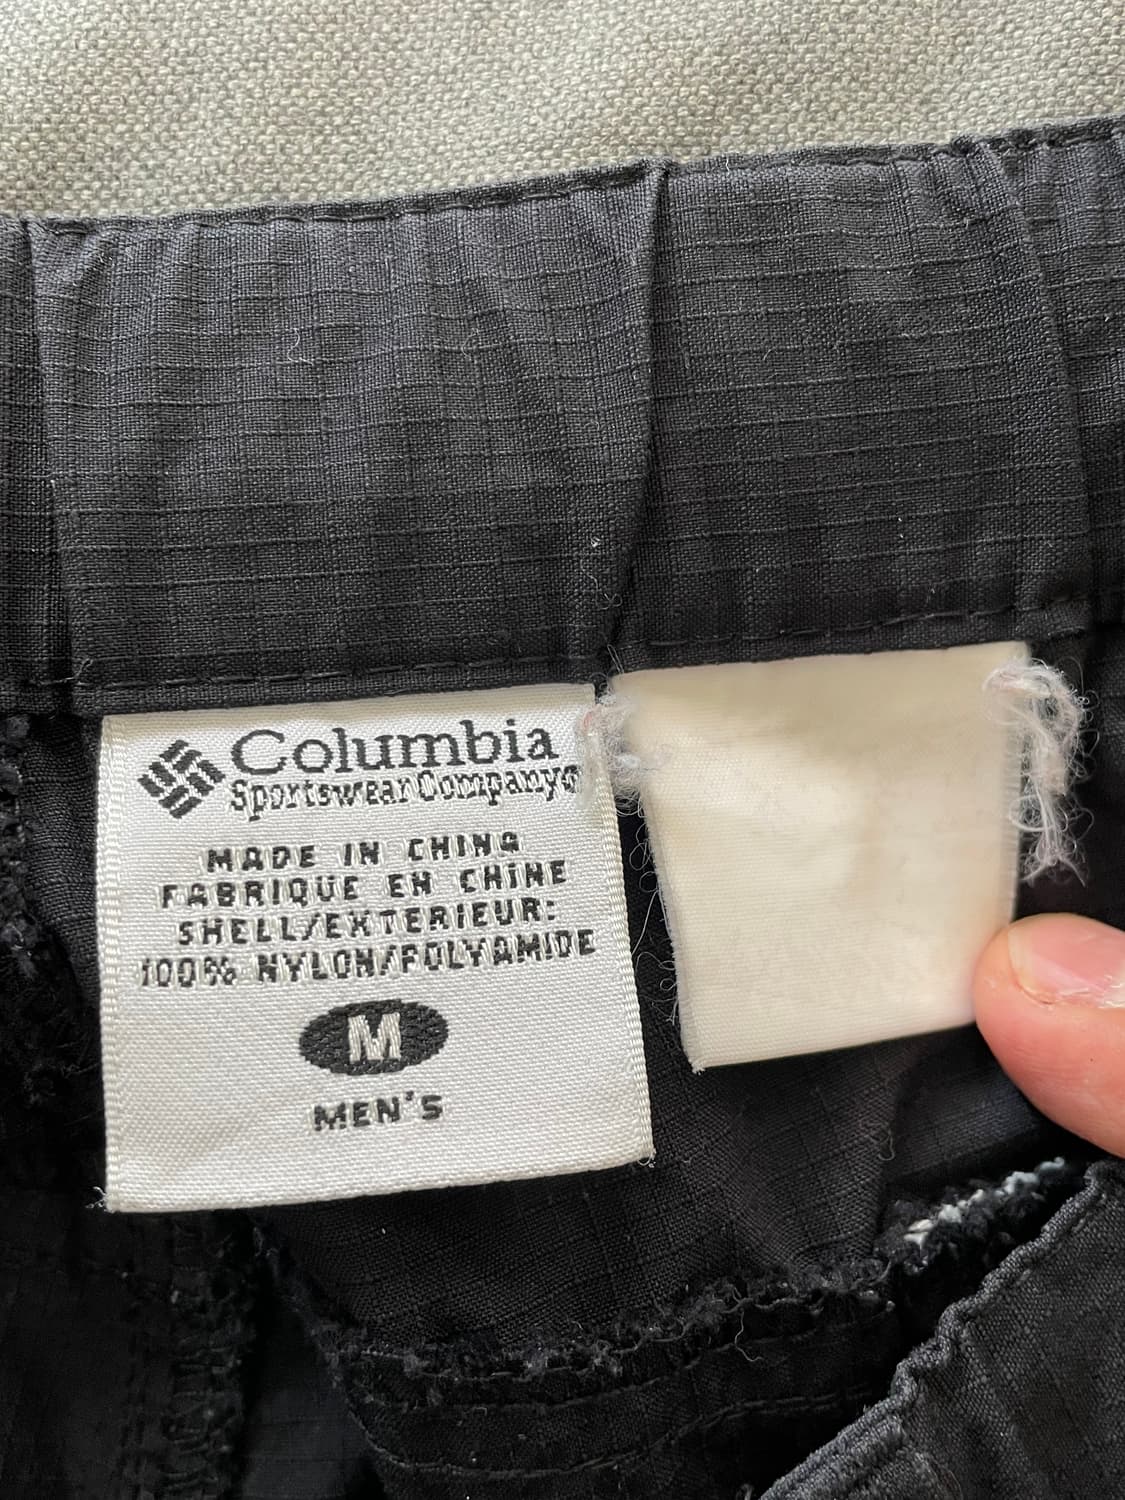 Columbia
Sportswear Company®
MADE IN CHINA
FABRIQUE EN CHINE
SHELL/EXTERIEUR:
100% NYLON/POLYAMIDE
M
MEN'S